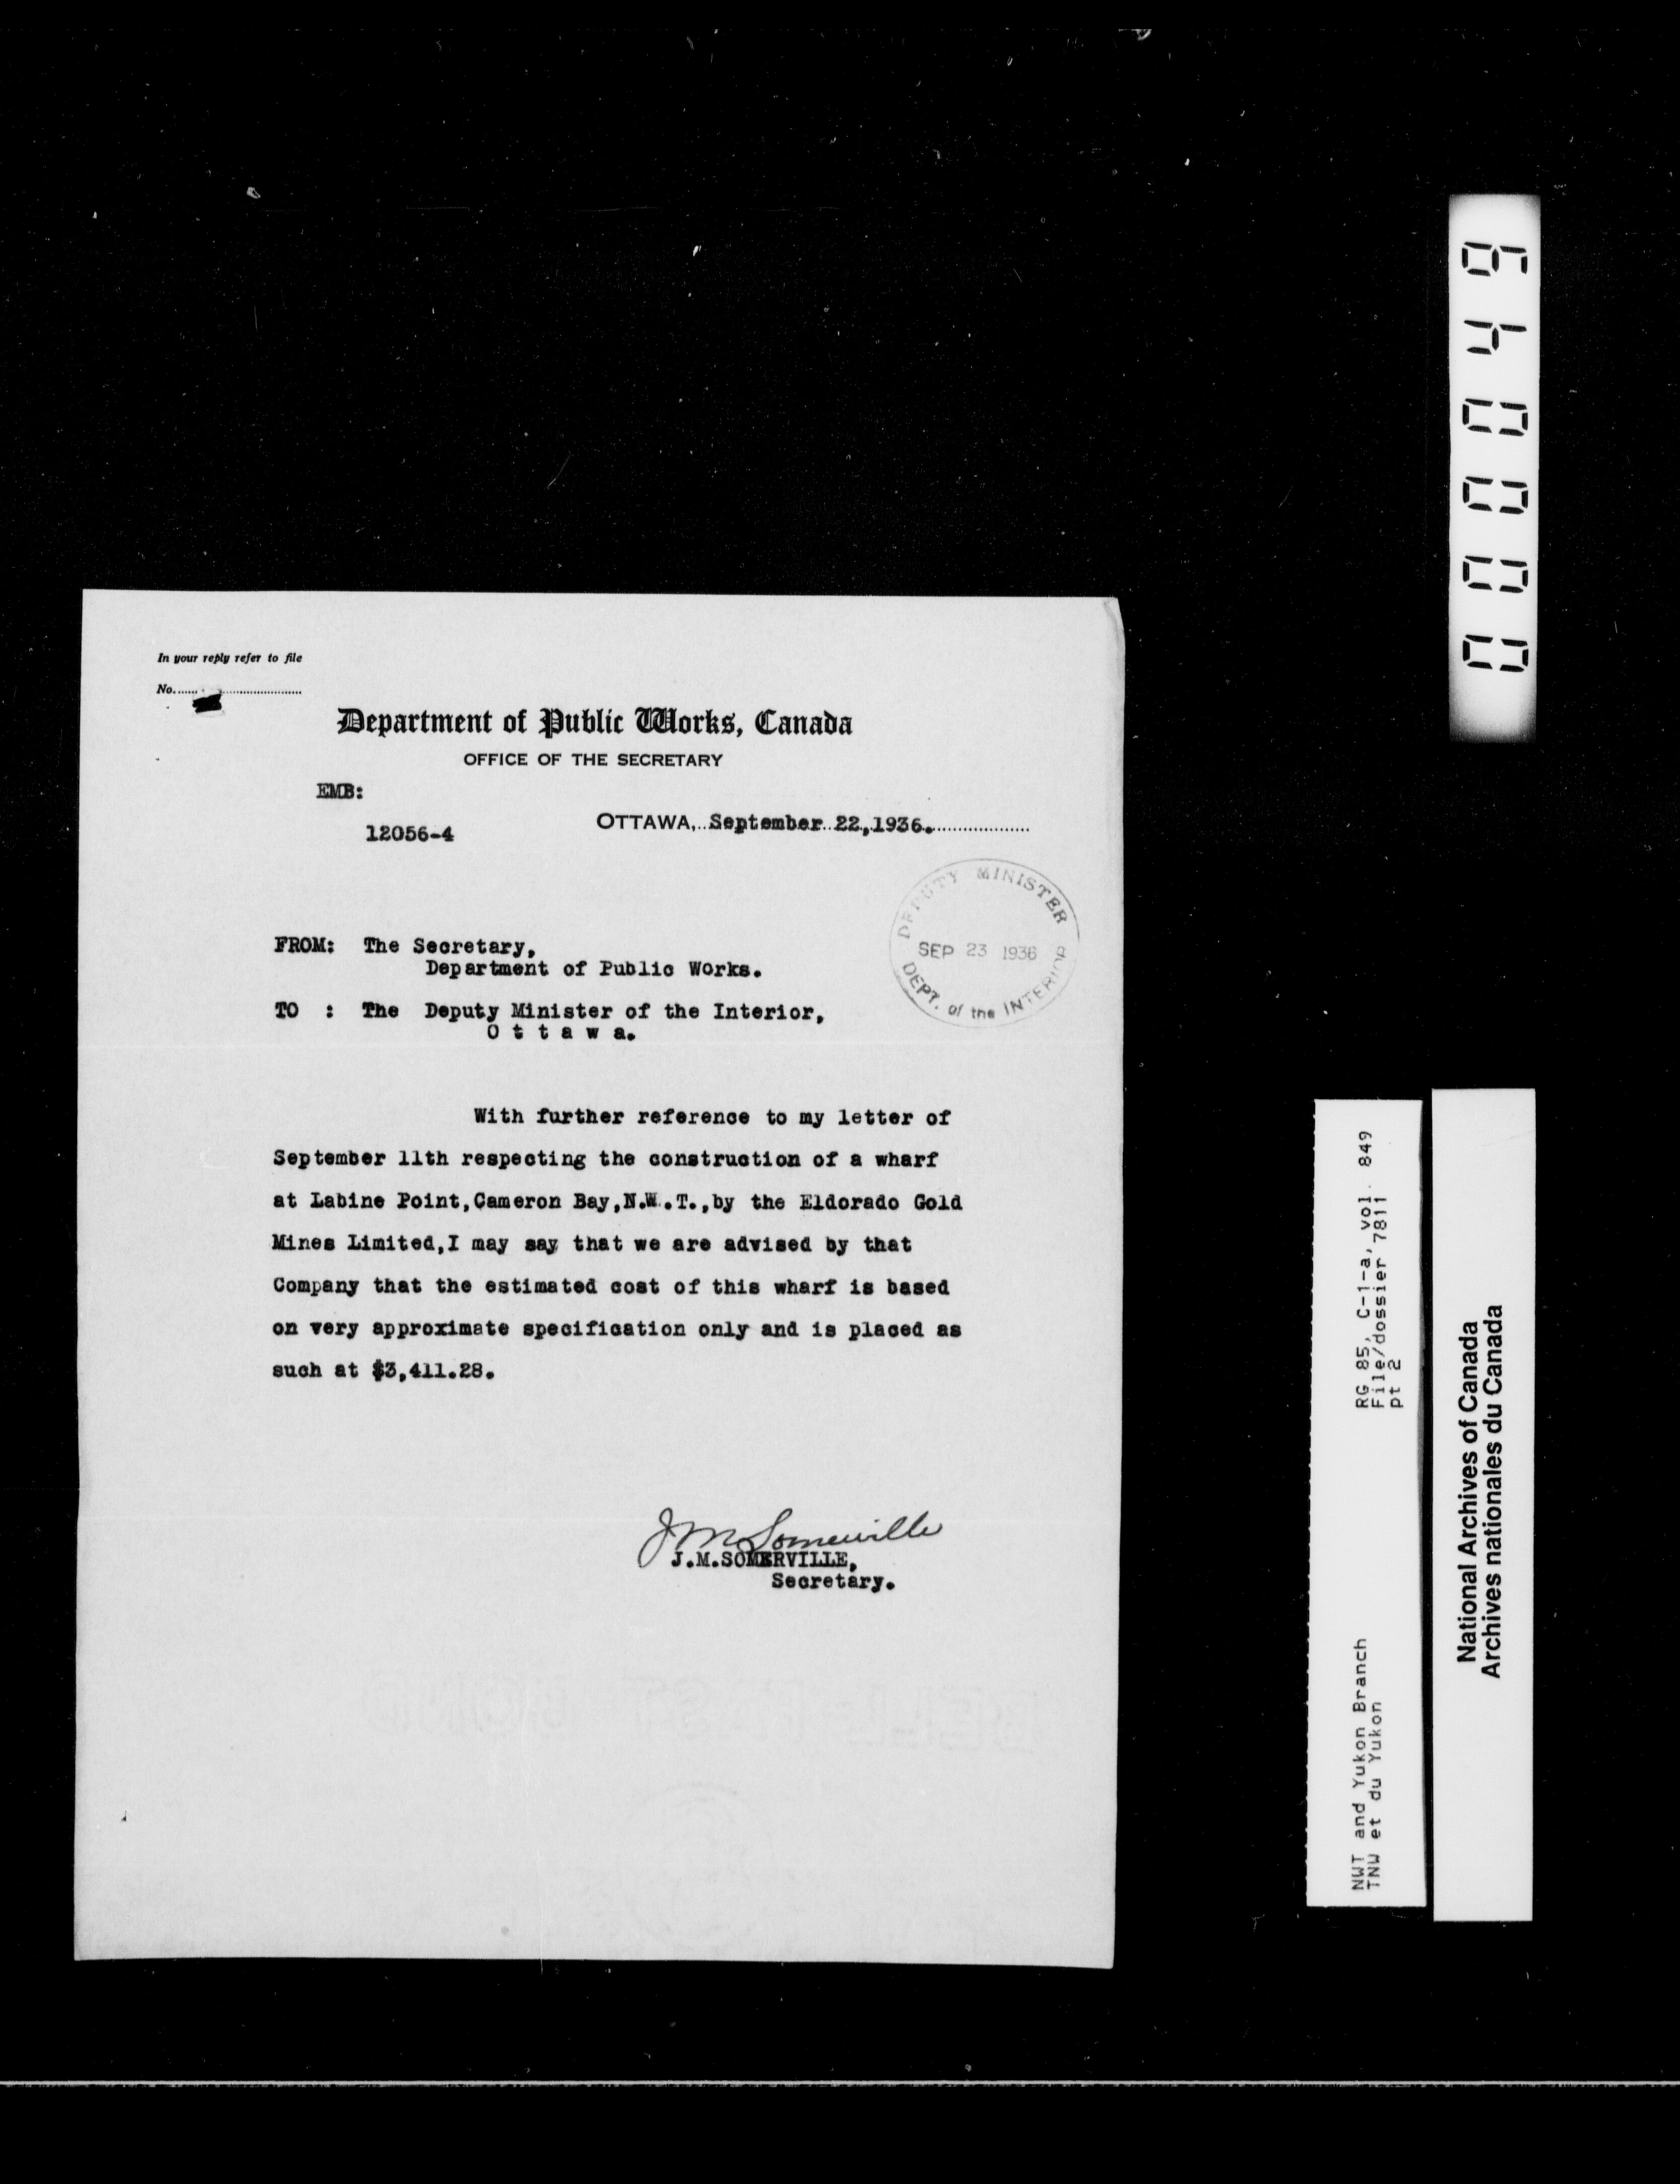 In your reply refer to file
No.
Department of Public Works, Canada
OFFICE OF THE SECRETARY
EMB:
12056-4
OTTAWA, September 22, 1936.
DEPUTY MINISTER
SEP 23 1936
DEPT. of the INTERIOR
FROM: The Secretary,
Department of Public Works.
TO : The Deputy Minister of the Interior,
O t t a w a.
With further reference to my letter of
September 11th respecting the construction of a wharf
at Labine Point,Cameron Bay,N.W.T.,by the Eldorado Gold
Mines Limited,I may say that we are advised by that
Company that the estimated cost of this wharf is based
on very approximate specification only and is placed as
such at $3,411.28.
J M Somerville
J.M.SOMERVILLE,
Secretary.
000049
NWT and Yukon Branch
TNW et du Yukon
RG 85, C-1-a, vol. 849
File/dossier 7811
pt 2
National Archives of Canada
Archives nationales du Canada